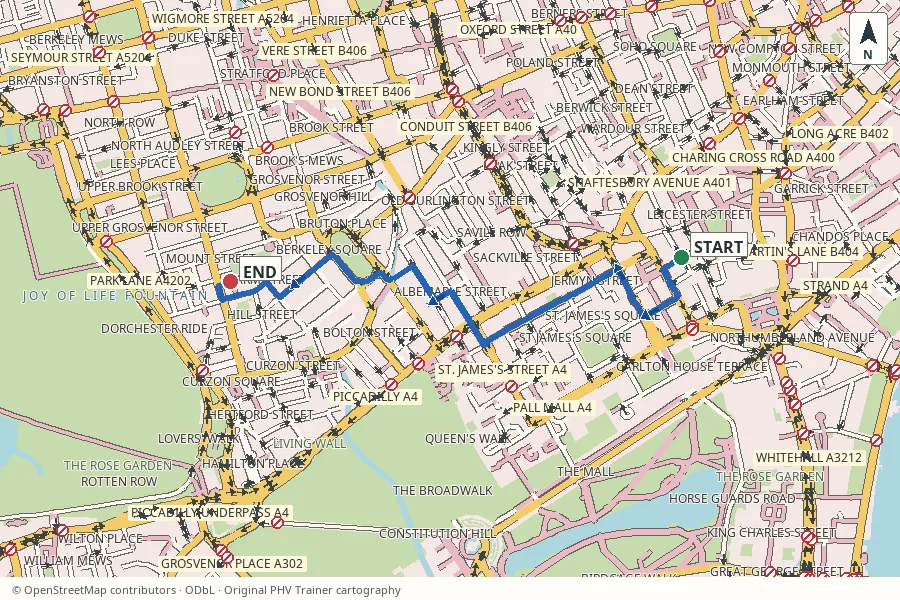 WIGMORE STREET A5204
HENRIETTA PLACE
BERNERS STREET
OXFORD STREET A40
BERKELEY MEWS
DUKE STREET
SEYMOUR STREET A5204
VERE STREET B406
SOHO SQUARE
NEW COMPTON STREET
POLAND STREET
N
MONMOUTH STREET
BRYANSTON STREET
STRATFORD PLACE
NEW BOND STREET B406
DEAN STREET
EARLHAM STREET
BERWICK STREET
NORTH ROW
BROOK STREET
CONDUIT STREET B406
WARDOUR STREET
LONG ACRE B402
NORTH AUDLEY STREET
KINGLY STREET
LEES PLACE
BROOK'S MEWS
CHARING CROSS ROAD A400
GROSVENOR STREET
SHAFTESBURY AVENUE A401
UPPER BROOK STREET
GROSVENOR HILL
GARRICK STREET
OLD BURLINGTON STREET
LEICESTER STREET
UPPER GROSVENOR STREET
BRUTON PLACE
SAVILE ROW
CHANDOS PLACE
START
BERKELEY SQUARE
MOUNT STREET
SACKVILLE STREET
END
PARK LANE A4202
JERMYN STREET
STRAND A4
JOY OF LIFE FOUNTAIN
ALBEMARLE STREET
HILL STREET
ST. JAMES'S SQUARE
DORCHESTER RIDE
BOLTON STREET
ST JAMES'S SQUARE
NORTHUMBERLAND AVENUE
CURZON STREET
CARLTON HOUSE TERRACE
ST. JAMES'S STREET A4
CURZON SQUARE
PICCADILLY A4
PALL MALL A4
HERTFORD STREET
LOVERS' WALK
LIVING WALL
QUEEN'S WALK
WHITEHALL A3212
THE ROSE GARDEN
HAMILTON PLACE
ROTTEN ROW
THE MALL
THE ROSE GARDEN
THE BROADWALK
HORSE GUARDS ROAD
PICCADILLY UNDERPASS A4
CONSTITUTION HILL
KING CHARLES STREET
WILTON PLACE
WILLIAM MEWS
GROSVENOR PLACE A302
BIRDCAGE WALK
GREAT GEORGE STREET
© OpenStreetMap contributors · ODbL · Original PHV Trainer cartography